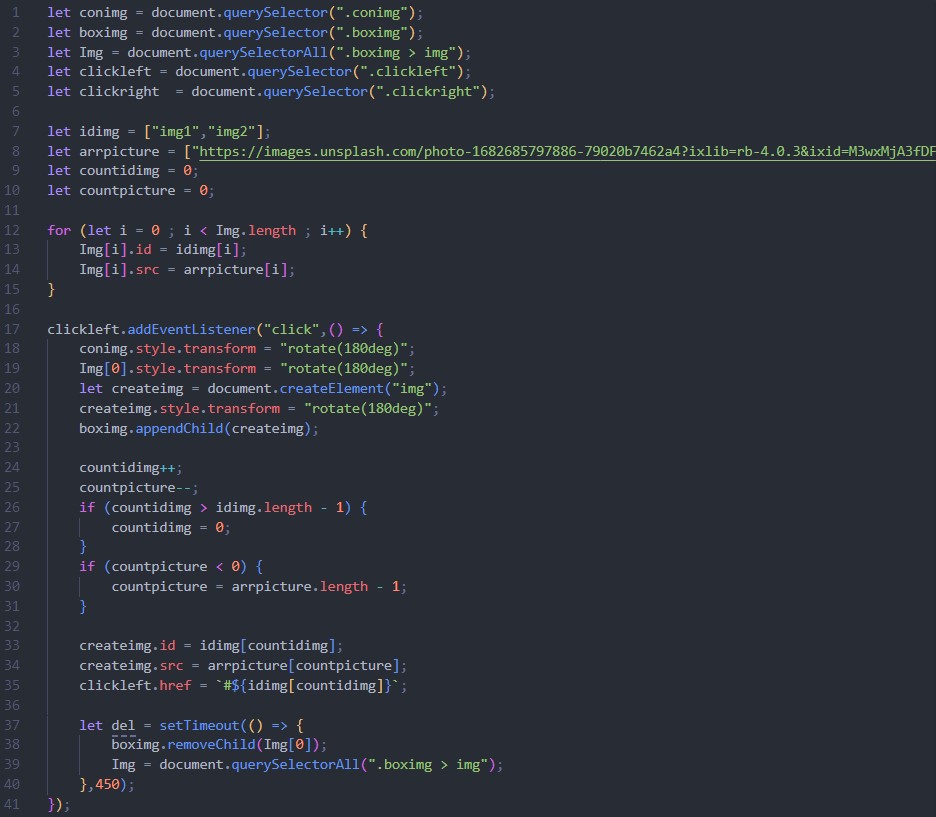 1 let conimg = document.querySelector(".conimg");
2 let boximg = document.querySelector(".boximg");
3 let Img = document.querySelectorAll(".boximg > img");
4 let clickleft = document.querySelector(".clickleft");
5 let clickright  = document.querySelector(".clickright");
6
7 let idimg = ["img1","img2"];
8 let arrpicture = ["https://images.unsplash.com/photo-1682685797886-79020b7462a4?ixlib=rb-4.0.3&ixid=M3wxMjA3fDF
9 let countidimg = 0;
10 let countpicture = 0;
11
12 for (let i = 0 ; i < Img.length ; i++) {
13     Img[i].id = idimg[i];
14     Img[i].src = arrpicture[i];
15 }
16
17 clickleft.addEventListener("click",() => {
18     conimg.style.transform = "rotate(180deg)";
19     Img[0].style.transform = "rotate(180deg)";
20     let createimg = document.createElement("img");
21     createimg.style.transform = "rotate(180deg)";
22     boximg.appendChild(createimg);
23
24     countidimg++;
25     countpicture--;
26     if (countidimg > idimg.length - 1) {
27         countidimg = 0;
28     }
29     if (countpicture < 0) {
30         countpicture = arrpicture.length - 1;
31     }
32
33     createimg.id = idimg[countidimg];
34     createimg.src = arrpicture[countpicture];
35     clickleft.href = `#${idimg[countidimg]}`;
36
37     let del = setTimeout(() => {
38         boximg.removeChild(Img[0]);
39         Img = document.querySelectorAll(".boximg > img");
40     },450);
41 });